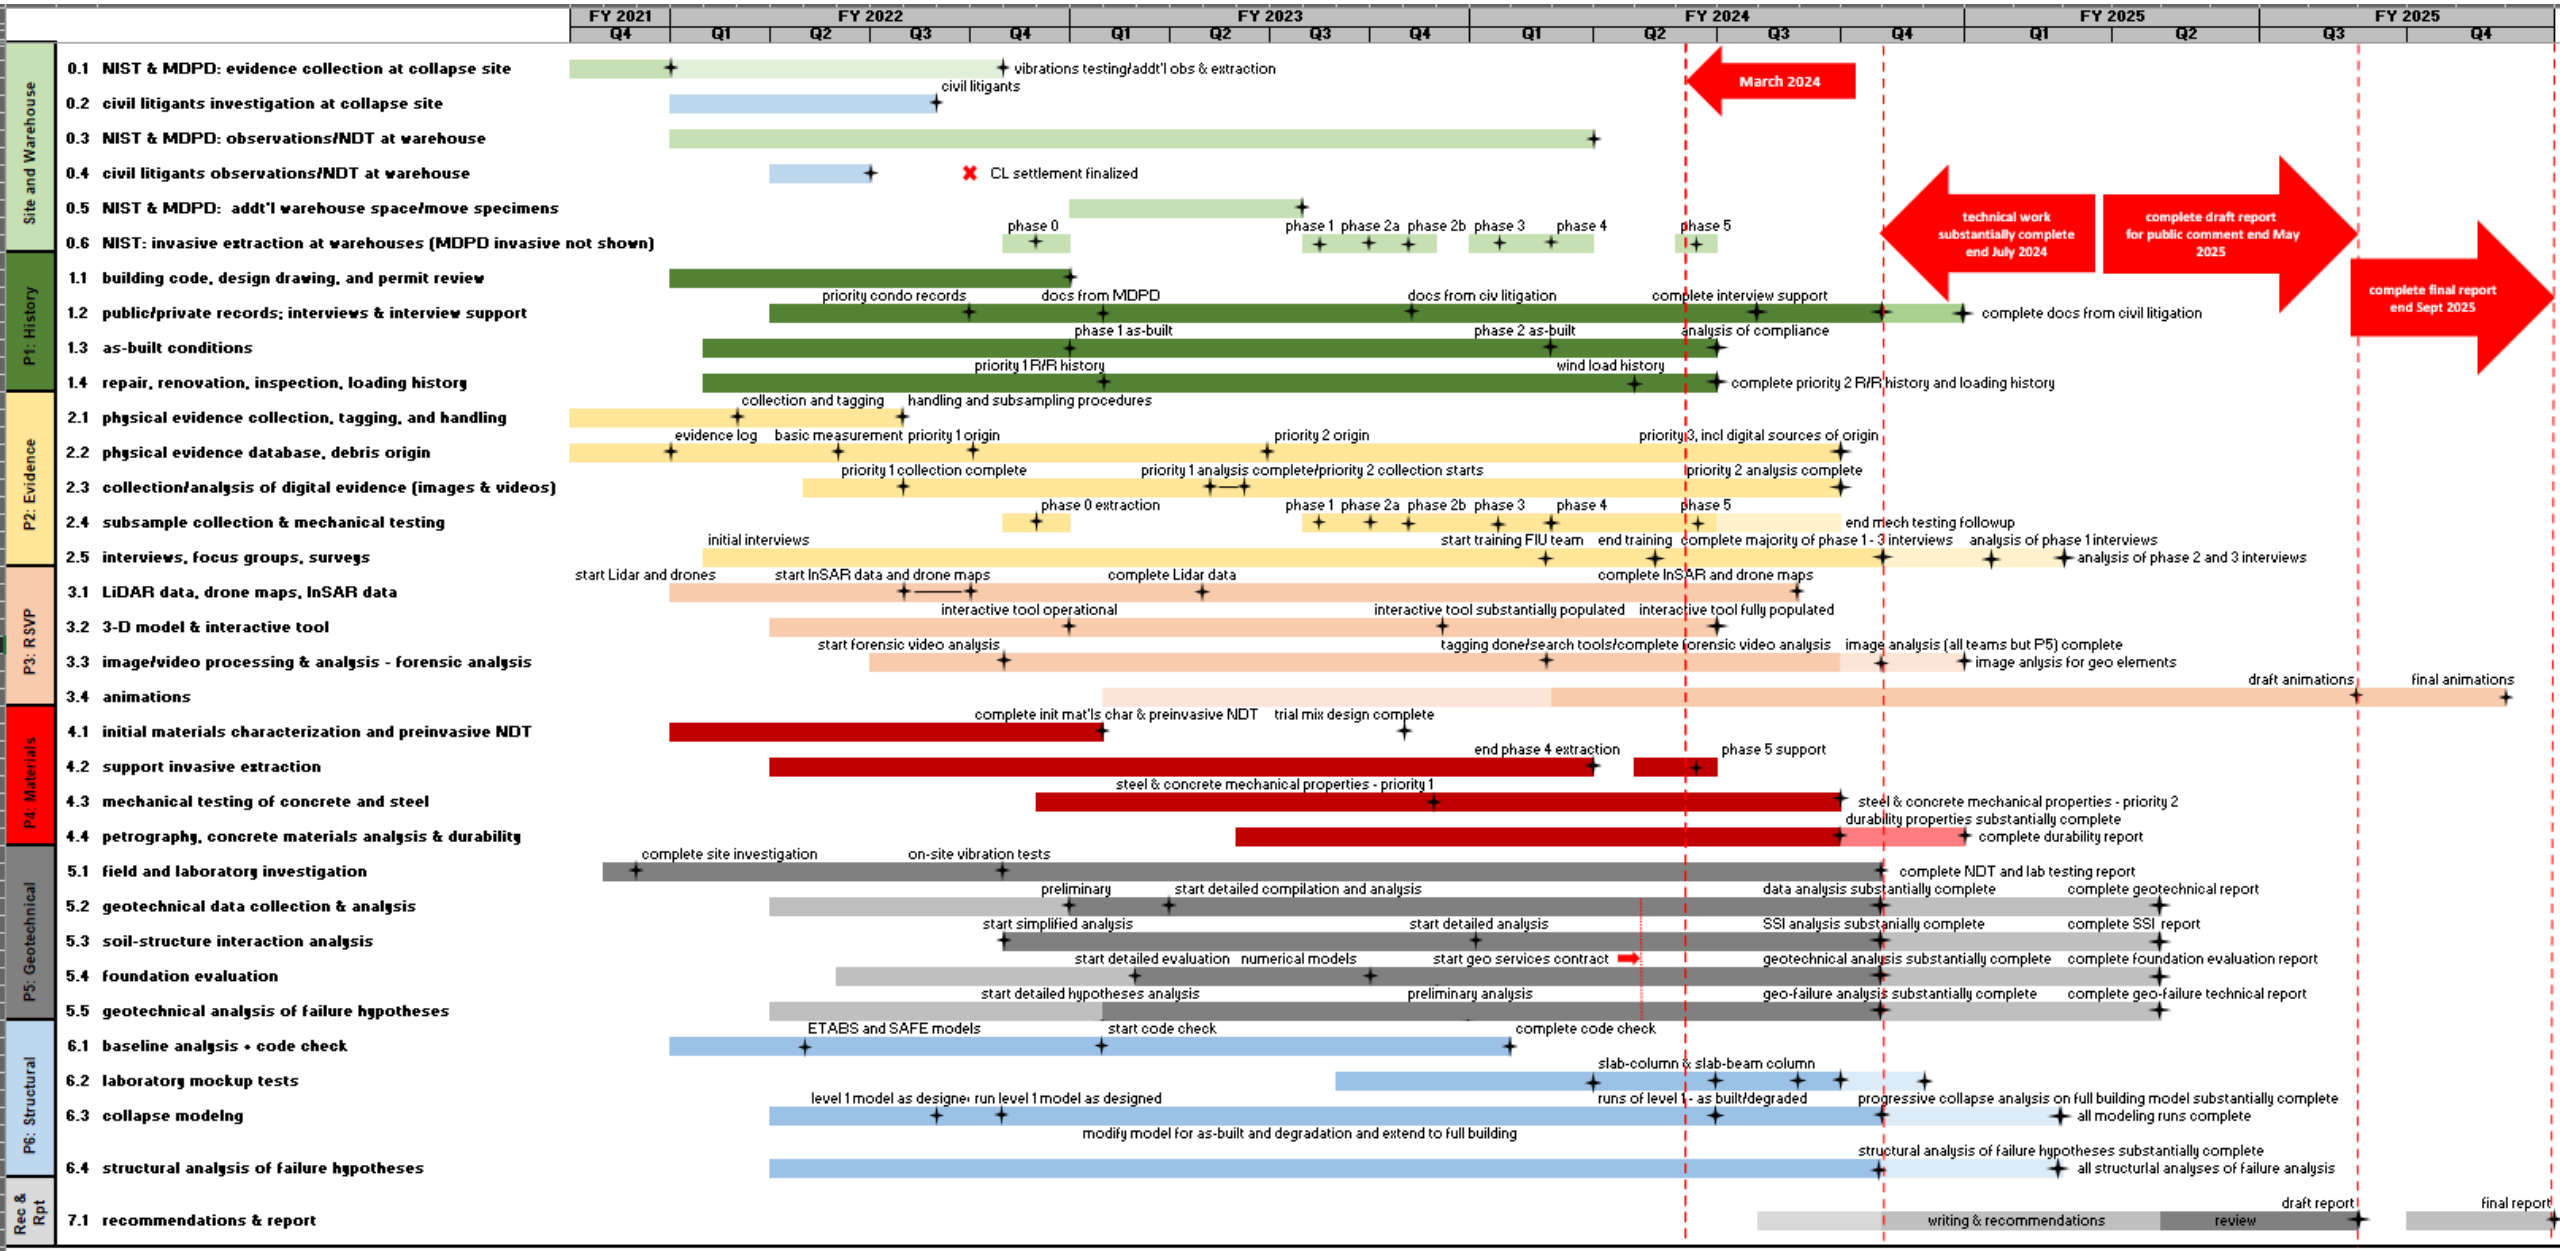 FY 2021 FY 2022 FY 2023 FY 2024 FY 2025 FY 2025
Q4 Q1 Q2 Q3 Q4 Q1 Q2 Q3 Q4 Q1 Q2 Q3 Q4 Q1 Q2 Q3 Q4
Site and Warehouse
0.1 NIST & MDPD: evidence collection at collapse site
vibrations testing/addt'l obs & extraction
March 2024
civil litigants
0.2 civil litigants investigation at collapse site
0.3 NIST & MDPD: observations/NDT at warehouse
0.4 civil litigants observations/NDT at warehouse
CL settlement finalized
0.5 NIST & MDPD: addt'l warehouse space/move specimens
phase 0 phase 1 phase 2a phase 2b phase 3 phase 4 phase 5
0.6 NIST: invasive extraction at warehouses (MDPD invasive not shown)
technical work
substantially complete
end July 2024
complete draft report
for public comment end May
2025
complete final report
end Sept 2025
P1: History
1.1 building code, design drawing, and permit review
priority condo records docs from MDPD docs from civ litigation complete interview support
1.2 public/private records; interviews & interview support
complete docs from civil litigation
phase 1 as-built phase 2 as-built analysis of compliance
1.3 as-built conditions
priority 1 R/R history wind load history
1.4 repair, renovation, inspection, loading history
complete priority 2 R/R history and loading history
P2: Evidence
collection and tagging handling and subsampling procedures
2.1 physical evidence collection, tagging, and handling
evidence log basic measurement priority 1 origin priority 2 origin priority 3, incl digital sources of origin
2.2 physical evidence database, debris origin
priority 1 collection complete priority 1 analysis complete/priority 2 collection starts priority 2 analysis complete
2.3 collection/analysis of digital evidence (images & videos)
phase 0 extraction phase 1 phase 2a phase 2b phase 3 phase 4 phase 5
2.4 subsample collection & mechanical testing
end mech testing followup
initial interviews start training FIU team end training complete majority of phase 1 - 3 interviews analysis of phase 1 interviews
2.5 interviews, focus groups, surveys
analysis of phase 2 and 3 interviews
P3: RSVP
start Lidar and drones start InSAR data and drone maps complete Lidar data complete InSAR and drone maps
3.1 LiDAR data, drone maps, InSAR data
interactive tool operational interactive tool substantially populated interactive tool fully populated
3.2 3-D model & interactive tool
start forensic video analysis tagging done/search tools/complete forensic video analysis image analysis (all teams but P5) complete
3.3 image/video processing & analysis - forensic analysis
image anlysis for geo elements
draft animations final animations
3.4 animations
P4: Materials
complete init mat'ls char & preinvasive NDT trial mix design complete
4.1 initial materials characterization and preinvasive NDT
end phase 4 extraction phase 5 support
4.2 support invasive extraction
steel & concrete mechanical properties - priority 1
4.3 mechanical testing of concrete and steel
steel & concrete mechanical properties - priority 2
durability properties substantially complete
4.4 petrography, concrete materials analysis & durability
complete durability report
P5: Geotechnical
complete site investigation on-site vibration tests
5.1 field and laboratory investigation
complete NDT and lab testing report
preliminary start detailed compilation and analysis data analysis substantially complete complete geotechnical report
5.2 geotechnical data collection & analysis
start simplified analysis start detailed analysis SSI analysis substanially complete complete SSI report
5.3 soil-structure interaction analysis
start detailed evaluation numerical models start geo services contract geotechnical analysis substantially complete complete foundation evaluation report
5.4 foundation evaluation
start detailed hypotheses analysis preliminary analysis geo-failure analysis substantially complete complete geo-failure technical report
5.5 geotechnical analysis of failure hypotheses
P6: Structural
ETABS and SAFE models start code check complete code check
6.1 baseline analysis + code check
slab-column & slab-beam column
6.2 laboratory mockup tests
level 1 model as designe run level 1 model as designed runs of level 1 - as built/degraded progressive collapse analysis on full building model substantially complete
6.3 collapse modelng
all modeling runs complete
modify model for as-built and degradation and extend to full building
structural analysis of failure hypotheses substantially complete
6.4 structural analysis of failure hypotheses
all structurlal analyses of failure analysis
Rec &
Rpt
draft report final report
7.1 recommendations & report
writing & recommendations review